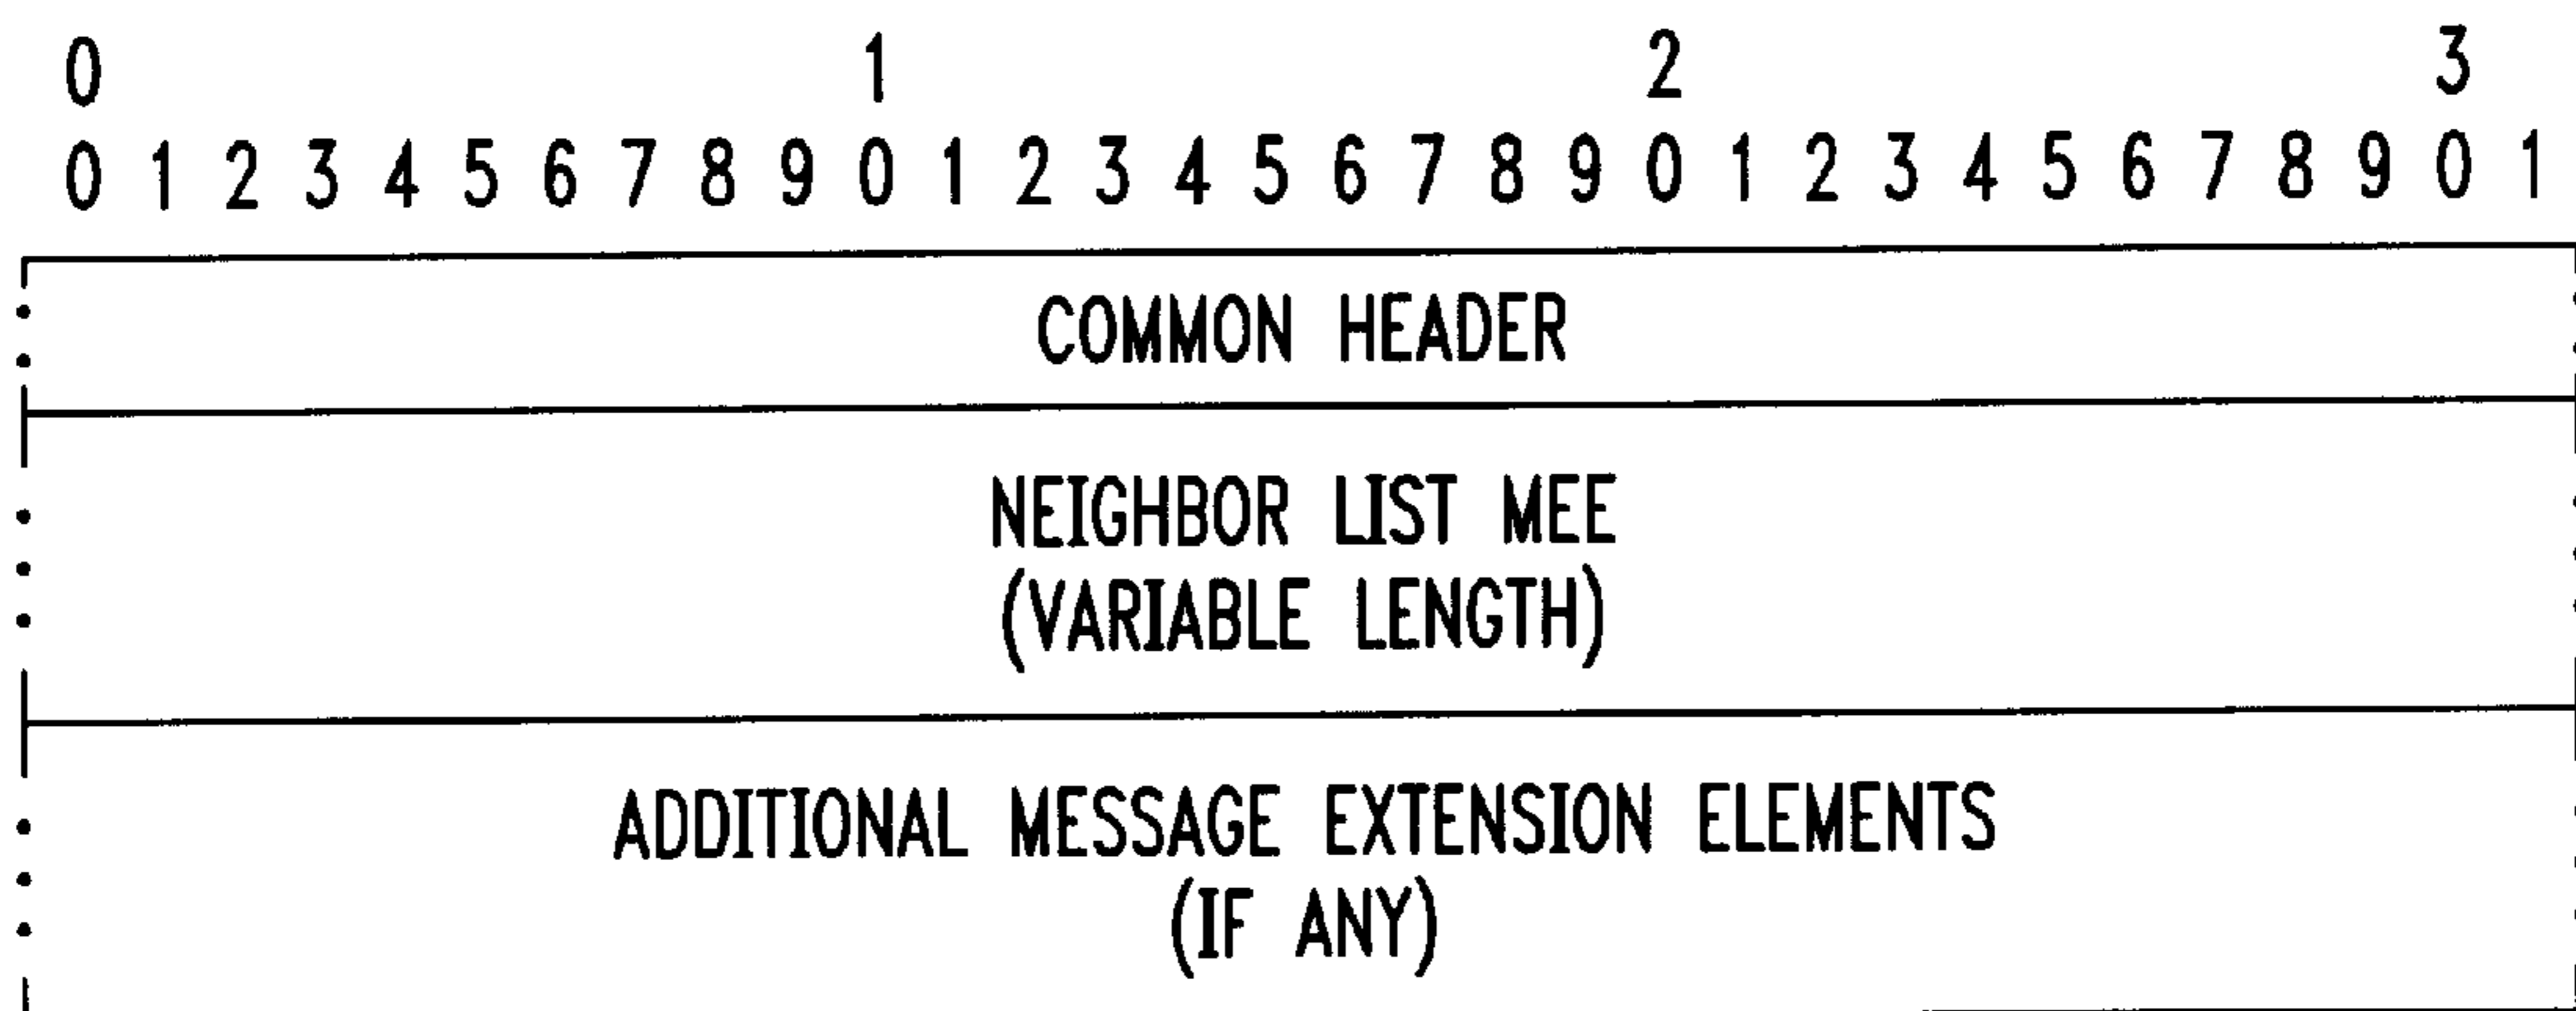 0 1 2 3
0 1 2 3 4 5 6 7 8 9 0 1 2 3 4 5 6 7 8 9 0 1 2 3 4 5 6 7 8 9 0 1
COMMON HEADER
NEIGHBOR LIST MEE
(VARIABLE LENGTH)
ADDITIONAL MESSAGE EXTENSION ELEMENTS
(IF ANY)